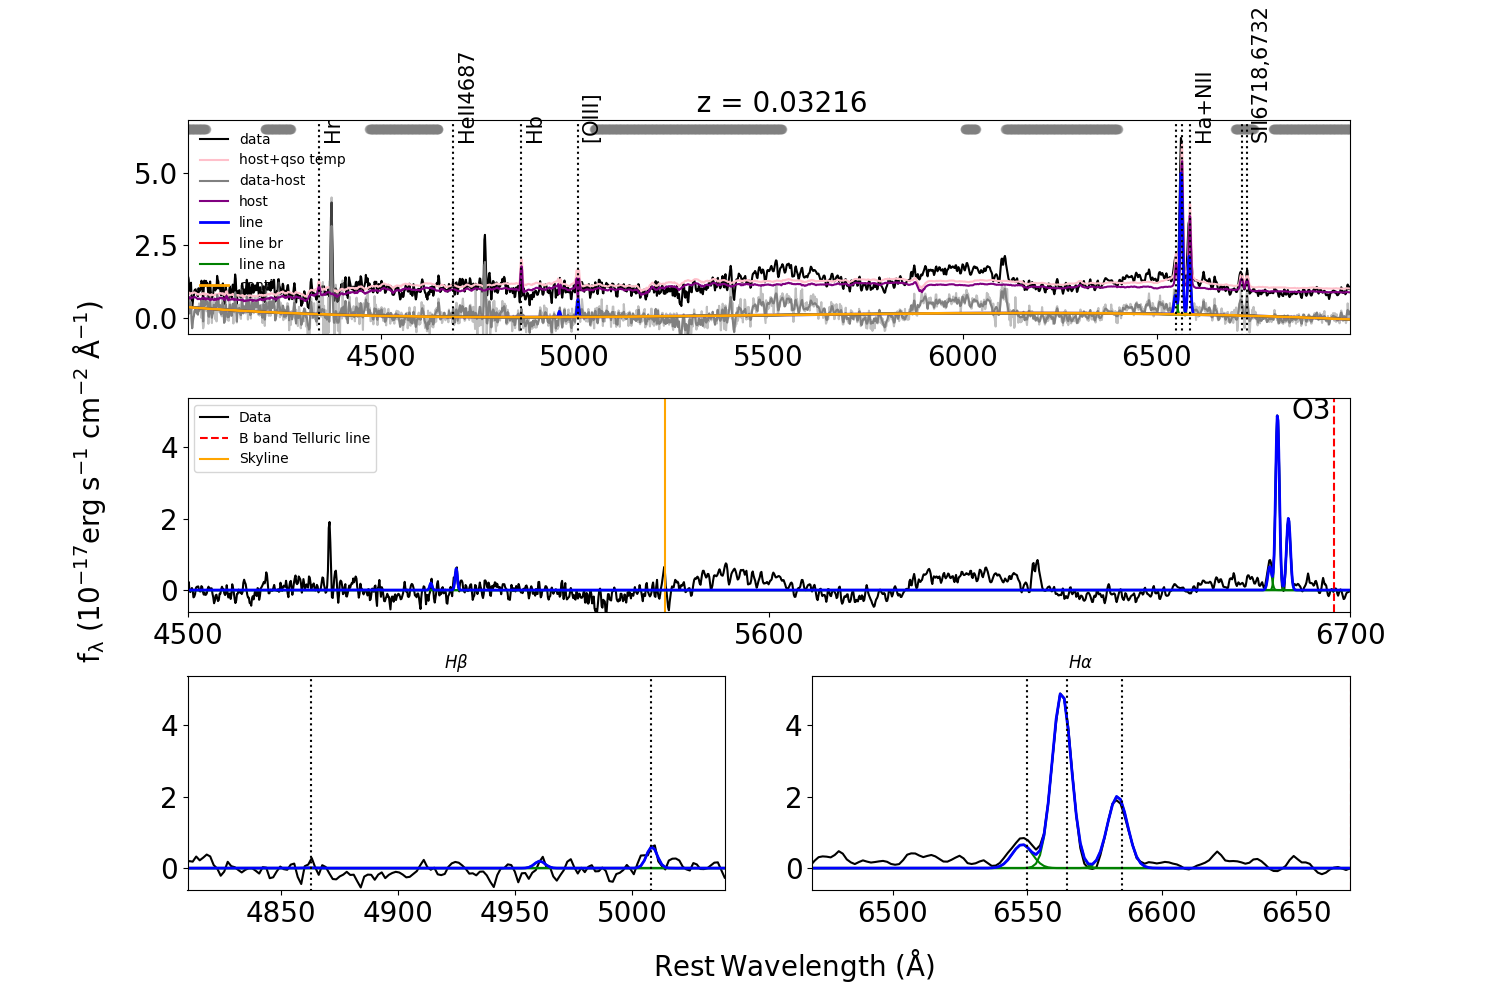 z = 0.03216
Hr
HeII4687
Hb
[OIII]
Ha+NII
SII6718,6732
data
host+qso temp
data-host
host
line
line br
line na
5.0
2.5
0.0
4500 5000 5500 6000 6500
Data
B band Telluric line
Skyline
O3
4
2
0
4500 5600 6700
fλ (10⁻¹⁷erg s⁻¹ cm⁻² Å⁻¹)
Hβ
4
2
0
4850 4900 4950 5000
Hα
4
2
0
6500 6550 6600 6650
Rest Wavelength (Å)